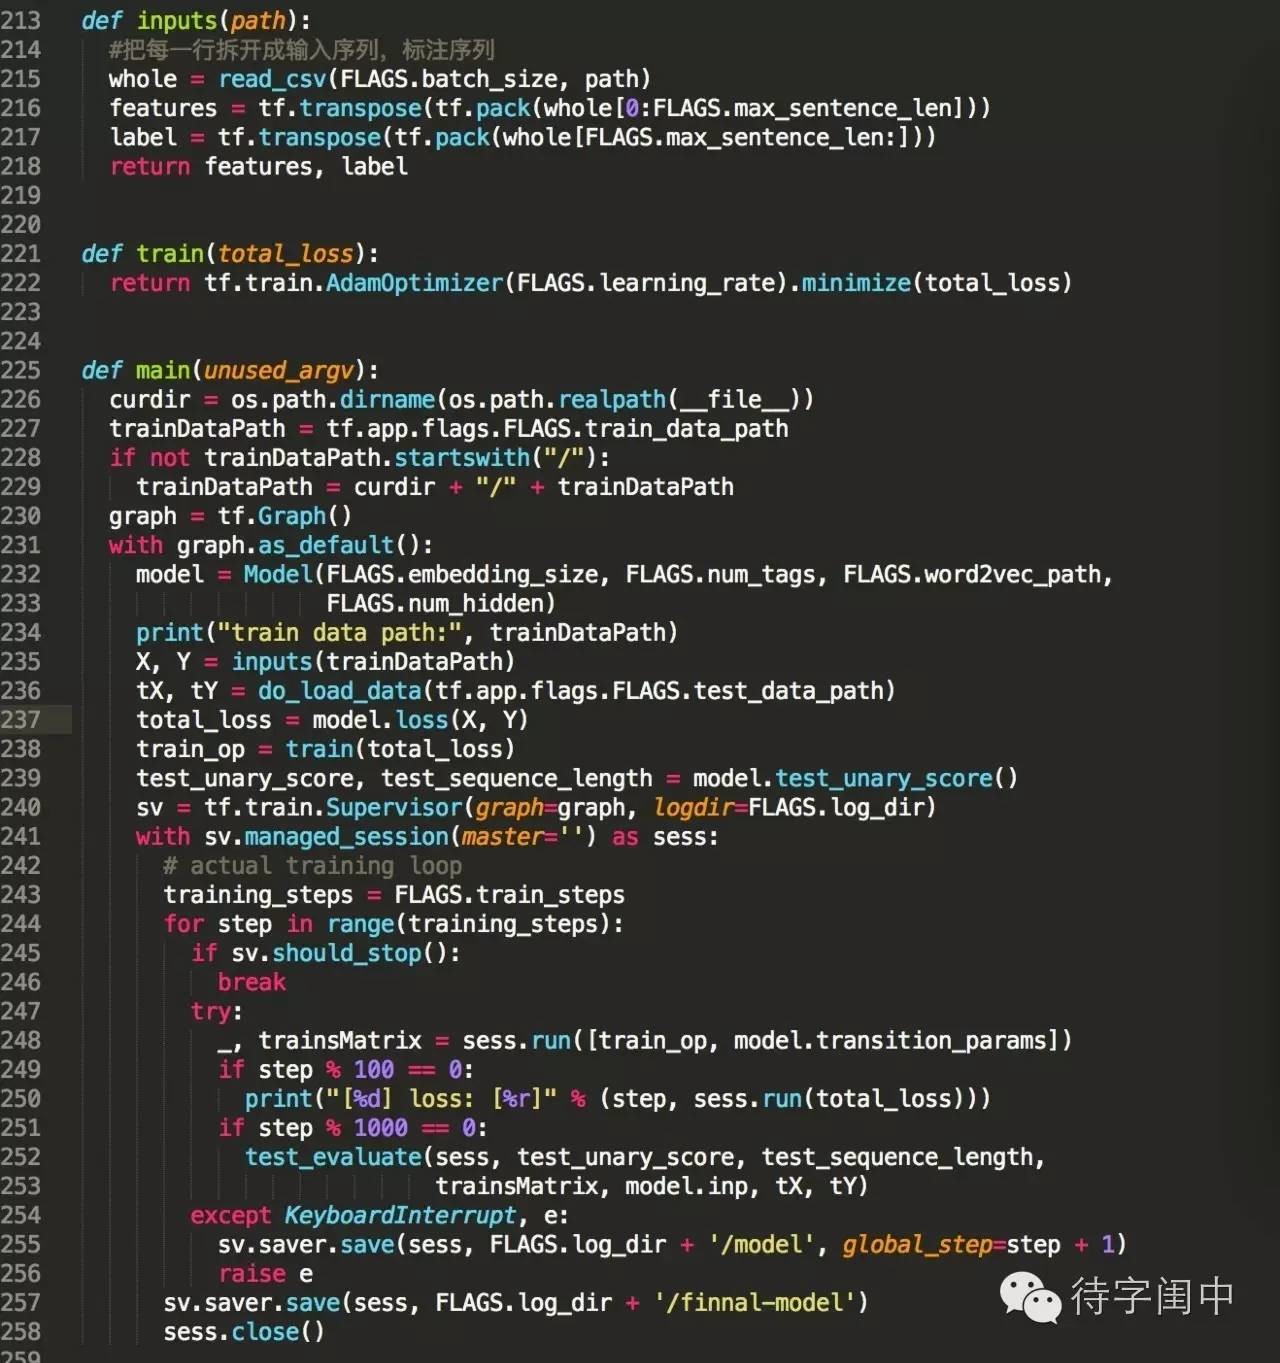 213 def inputs(path):
214 #把每一行拆开成输入序列，标注序列
215 whole = read_csv(FLAGS.batch_size, path)
216 features = tf.transpose(tf.pack(whole[0:FLAGS.max_sentence_len]))
217 label = tf.transpose(tf.pack(whole[FLAGS.max_sentence_len:]))
218 return features, label
219
220
221 def train(total_loss):
222 return tf.train.AdamOptimizer(FLAGS.learning_rate).minimize(total_loss)
223
224
225 def main(unused_argv):
226 curdir = os.path.dirname(os.path.realpath(__file__))
227 trainDataPath = tf.app.flags.FLAGS.train_data_path
228 if not trainDataPath.startswith("/"):
229 trainDataPath = curdir + "/" + trainDataPath
230 graph = tf.Graph()
231 with graph.as_default():
232 model = Model(FLAGS.embedding_size, FLAGS.num_tags, FLAGS.word2vec_path,
233 FLAGS.num_hidden)
234 print("train data path:", trainDataPath)
235 X, Y = inputs(trainDataPath)
236 tX, tY = do_load_data(tf.app.flags.FLAGS.test_data_path)
237 total_loss = model.loss(X, Y)
238 train_op = train(total_loss)
239 test_unary_score, test_sequence_length = model.test_unary_score()
240 sv = tf.train.Supervisor(graph=graph, logdir=FLAGS.log_dir)
241 with sv.managed_session(master='') as sess:
242 # actual training loop
243 training_steps = FLAGS.train_steps
244 for step in range(training_steps):
245 if sv.should_stop():
246 break
247 try:
248 _, trainsMatrix = sess.run([train_op, model.transition_params])
249 if step % 100 == 0:
250 print("[%d] loss: [%r]" % (step, sess.run(total_loss)))
251 if step % 1000 == 0:
252 test_evaluate(sess, test_unary_score, test_sequence_length,
253 trainsMatrix, model.inp, tX, tY)
254 except KeyboardInterrupt, e:
255 sv.saver.save(sess, FLAGS.log_dir + '/model', global_step=step + 1)
256 raise e
257 sv.saver.save(sess, FLAGS.log_dir + '/finnal-model')
258 sess.close()
259
待字闺中